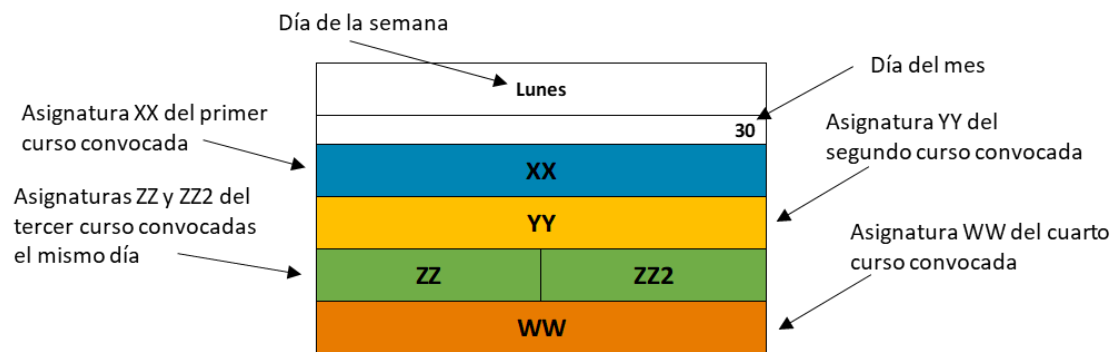 Día de la semana
Lunes
Día del mes
30
Asignatura XX del primer
curso convocada
XX
Asignatura YY del
segundo curso convocada
YY
Asignaturas ZZ y ZZ2 del
tercer curso convocadas
el mismo día
ZZ
ZZ2
Asignatura WW del cuarto
curso convocada
WW